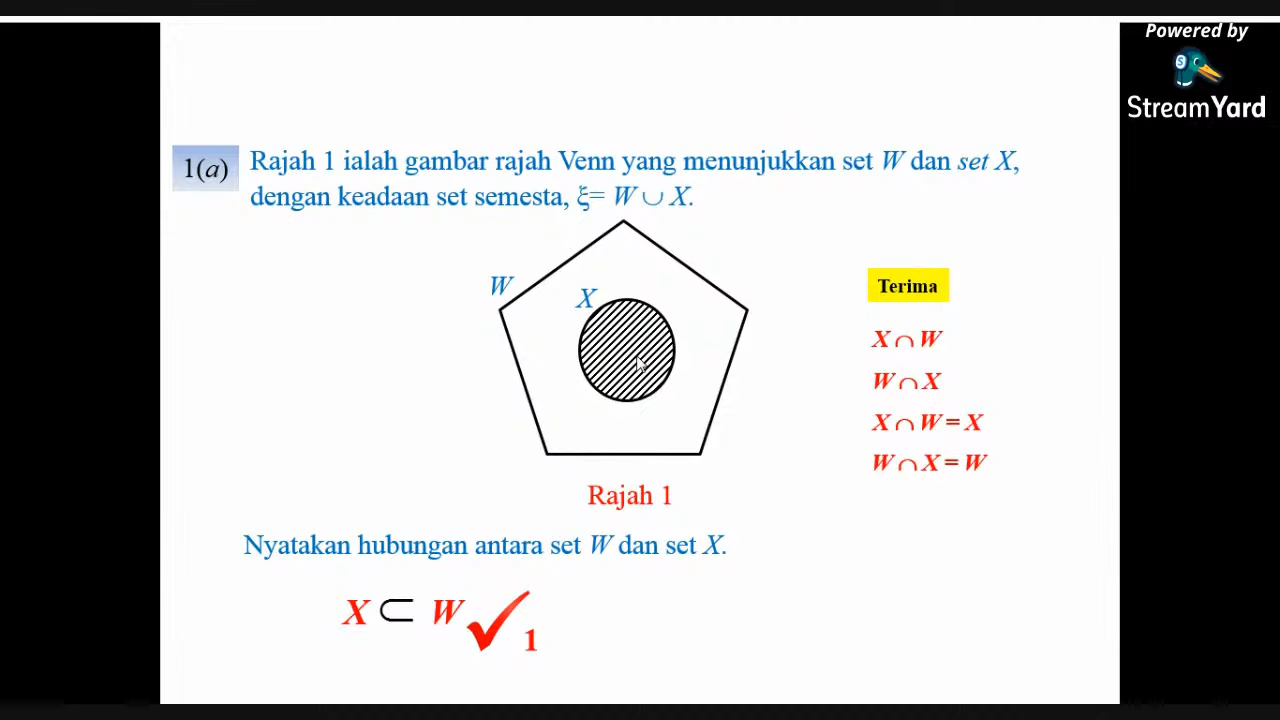 Powered by
StreamYard
1(a) Rajah 1 ialah gambar rajah Venn yang menunjukkan set W dan set X,
dengan keadaan set semesta, ξ= W ∪ X.
W
X
Rajah 1
Terima
X ∩ W
W ∩ X
X ∩ W = X
W ∩ X = W
Nyatakan hubungan antara set W dan set X.
X ⊂ W ✓ 1